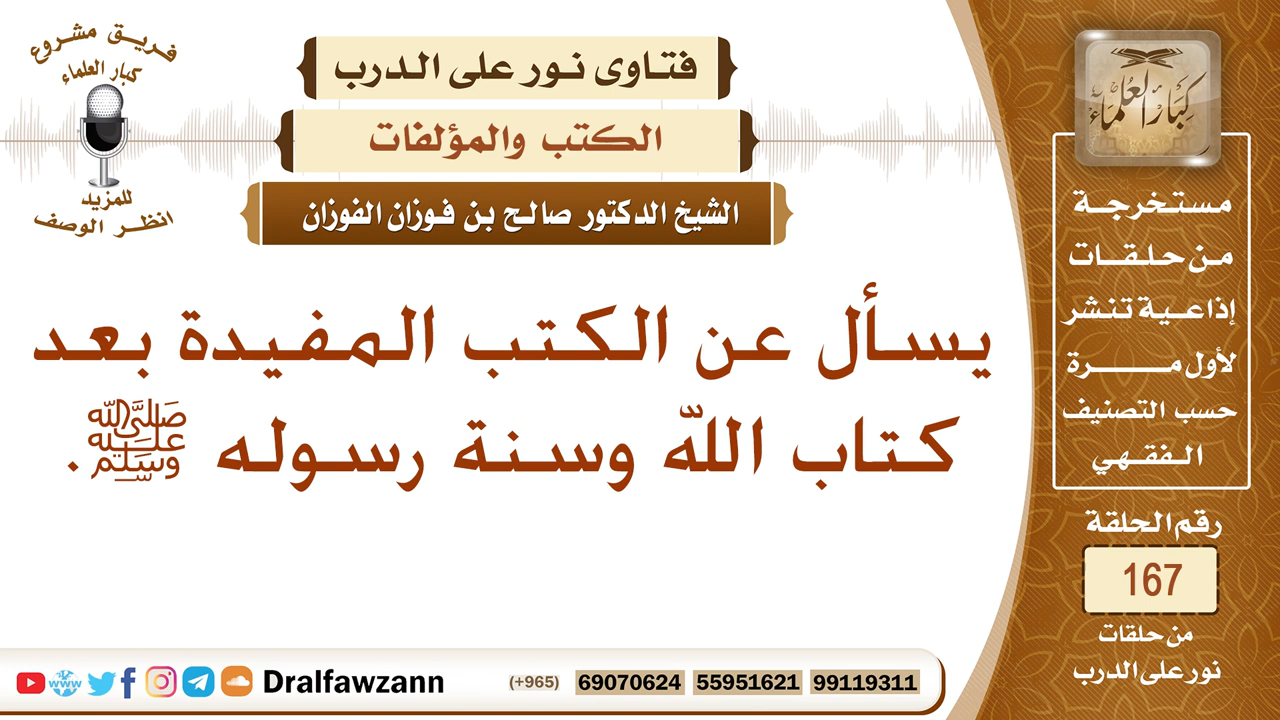 فريق مشروع
كبار العلماء
للمزيد
انظر الوصف
فتاوى نور على الدرب
الكتب والمؤلفات
الشيخ الدكتور صالح بن فوزان الفوزان
يسأل عن الكتب المفيدة بعد
كتاب الله وسنة رسوله ﷺ .
كبار العلماء
مستخرجة
من حلقات
إذاعية تنشر
لأول مرة
حسب التصنيف
الفقهي
رقم الحلقة
167
من حلقات
نور على الدرب
www
Dralfawzann
(+965) 69070624 55951621 99119311